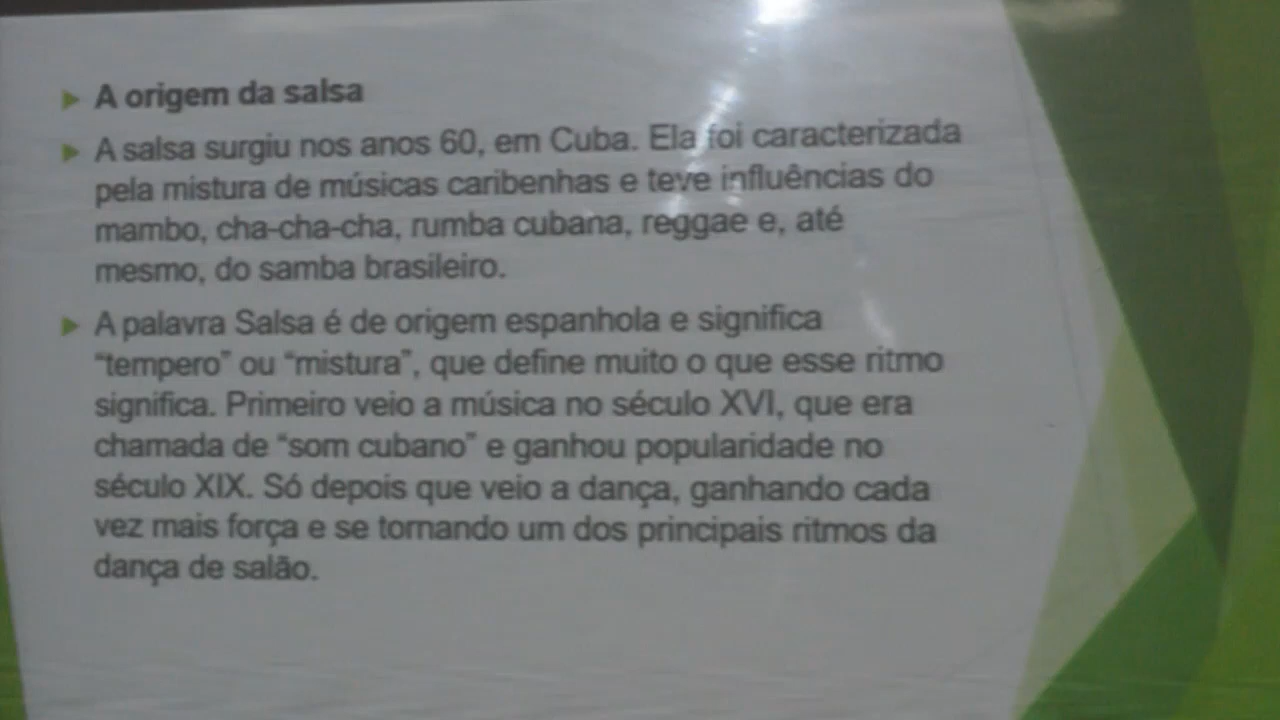 A origem da salsa
A salsa surgiu nos anos 60, em Cuba. Ela foi caracterizada
pela mistura de músicas caribenhas e teve influências do
mambo, cha-cha-cha, rumba cubana, reggae e, até
mesmo, do samba brasileiro.
A palavra Salsa é de origem espanhola e significa
“tempero” ou “mistura”, que define muito o que esse ritmo
significa. Primeiro veio a música no século XVI, que era
chamada de “som cubano” e ganhou popularidade no
século XIX. Só depois que veio a dança, ganhando cada
vez mais força e se tornando um dos principais ritmos da
dança de salão.